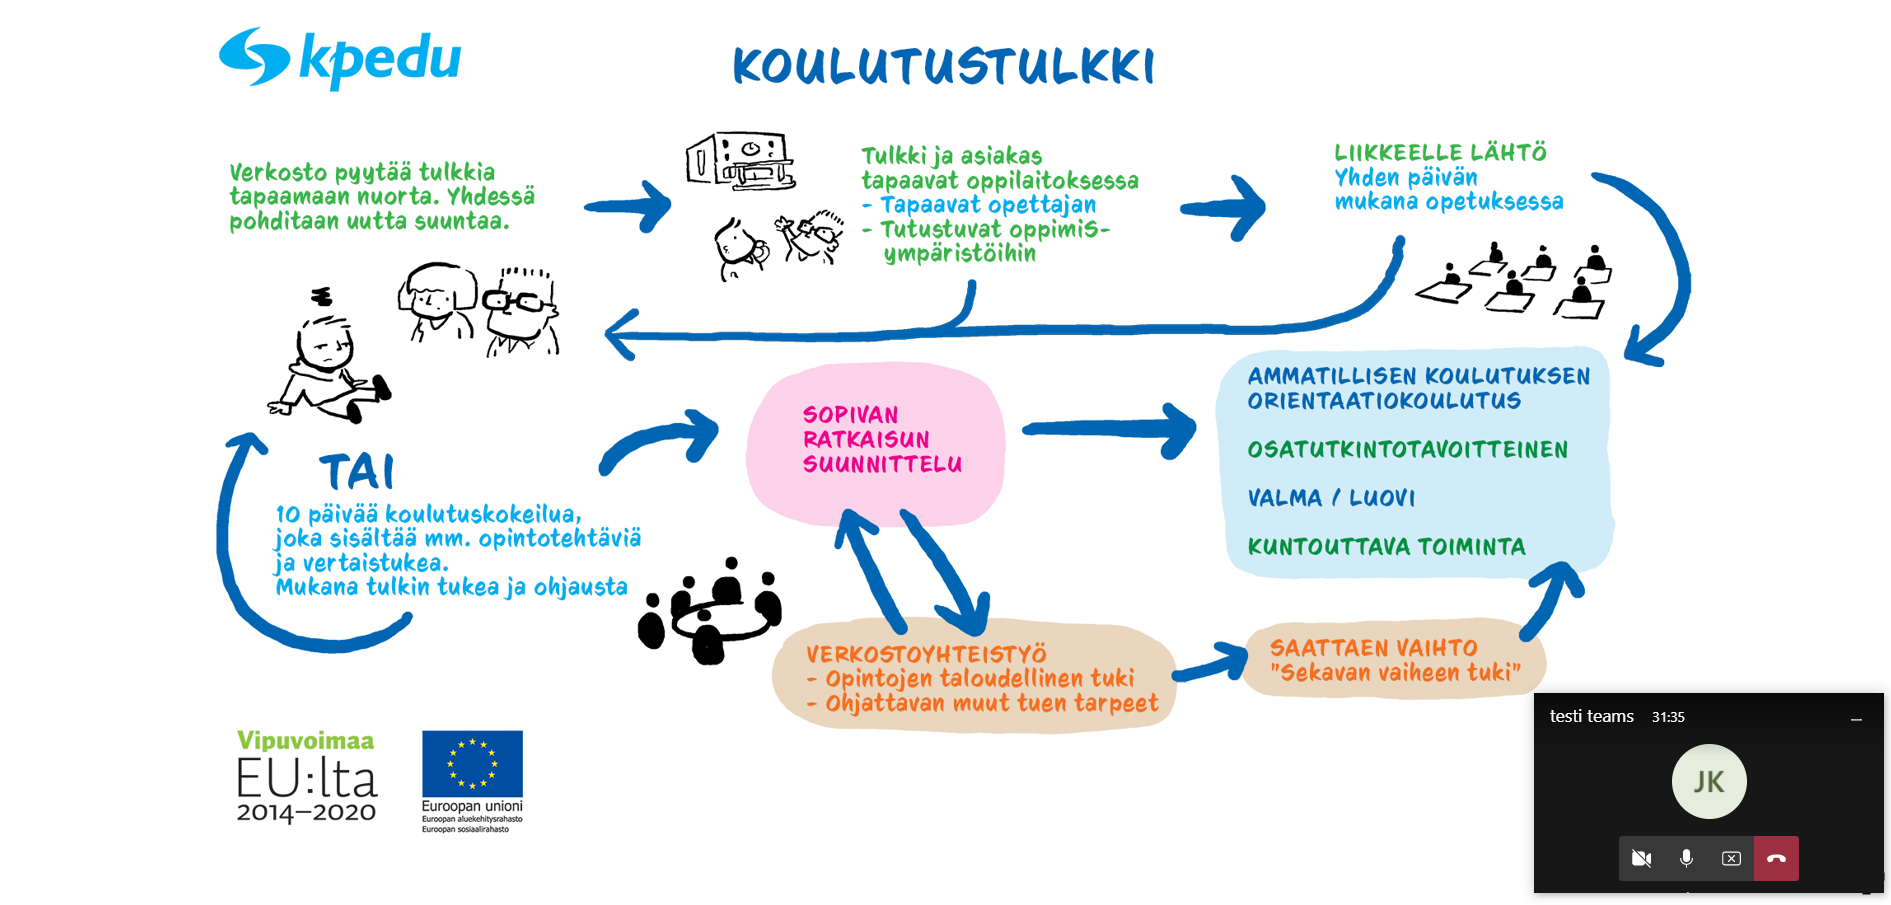 kpedu
KOULUTUSTULKKI
Verkosto pyytää tulkkia
tapaamaan nuorta. Yhdessä
pohditaan uutta suuntaa.
Tulkki ja asiakas
tapaavat oppilaitoksessa
- Tapaavat opettajan
- Tutustuvat oppimiS-
ympäristöihin
LIIKKEELLE LÄHTÖ
Yhden päivän
mukana opetuksessa
TAI
10 päivää koulutuskokeilua,
joka sisältää mm. opintotehtäviä
ja vertaistukea.
Mukana tulkin tukea ja ohjausta
SOPIVAN
RATKAISUN
SUUNNITTELU
AMMATILLISEN KOULUTUKSEN
ORIENTAATIOKOULUTUS
OSATUTKINTOTAVOITTEINEN
VALMA / LUOVI
KUNTOUTTAVA TOIMINTA
VERKOSTOYHTEISTYÖ
- Opintojen taloudellinen tuki
- Ohjattavan muut tuen tarpeet
SAATTAEN VAIHTO
"Sekavan vaiheen tuki"
Vipuvoimaa
EU:lta
2014–2020
Euroopan unioni
Euroopan aluekehitysrahasto
Euroopan sosiaalirahasto
testi teams 31:35
JK